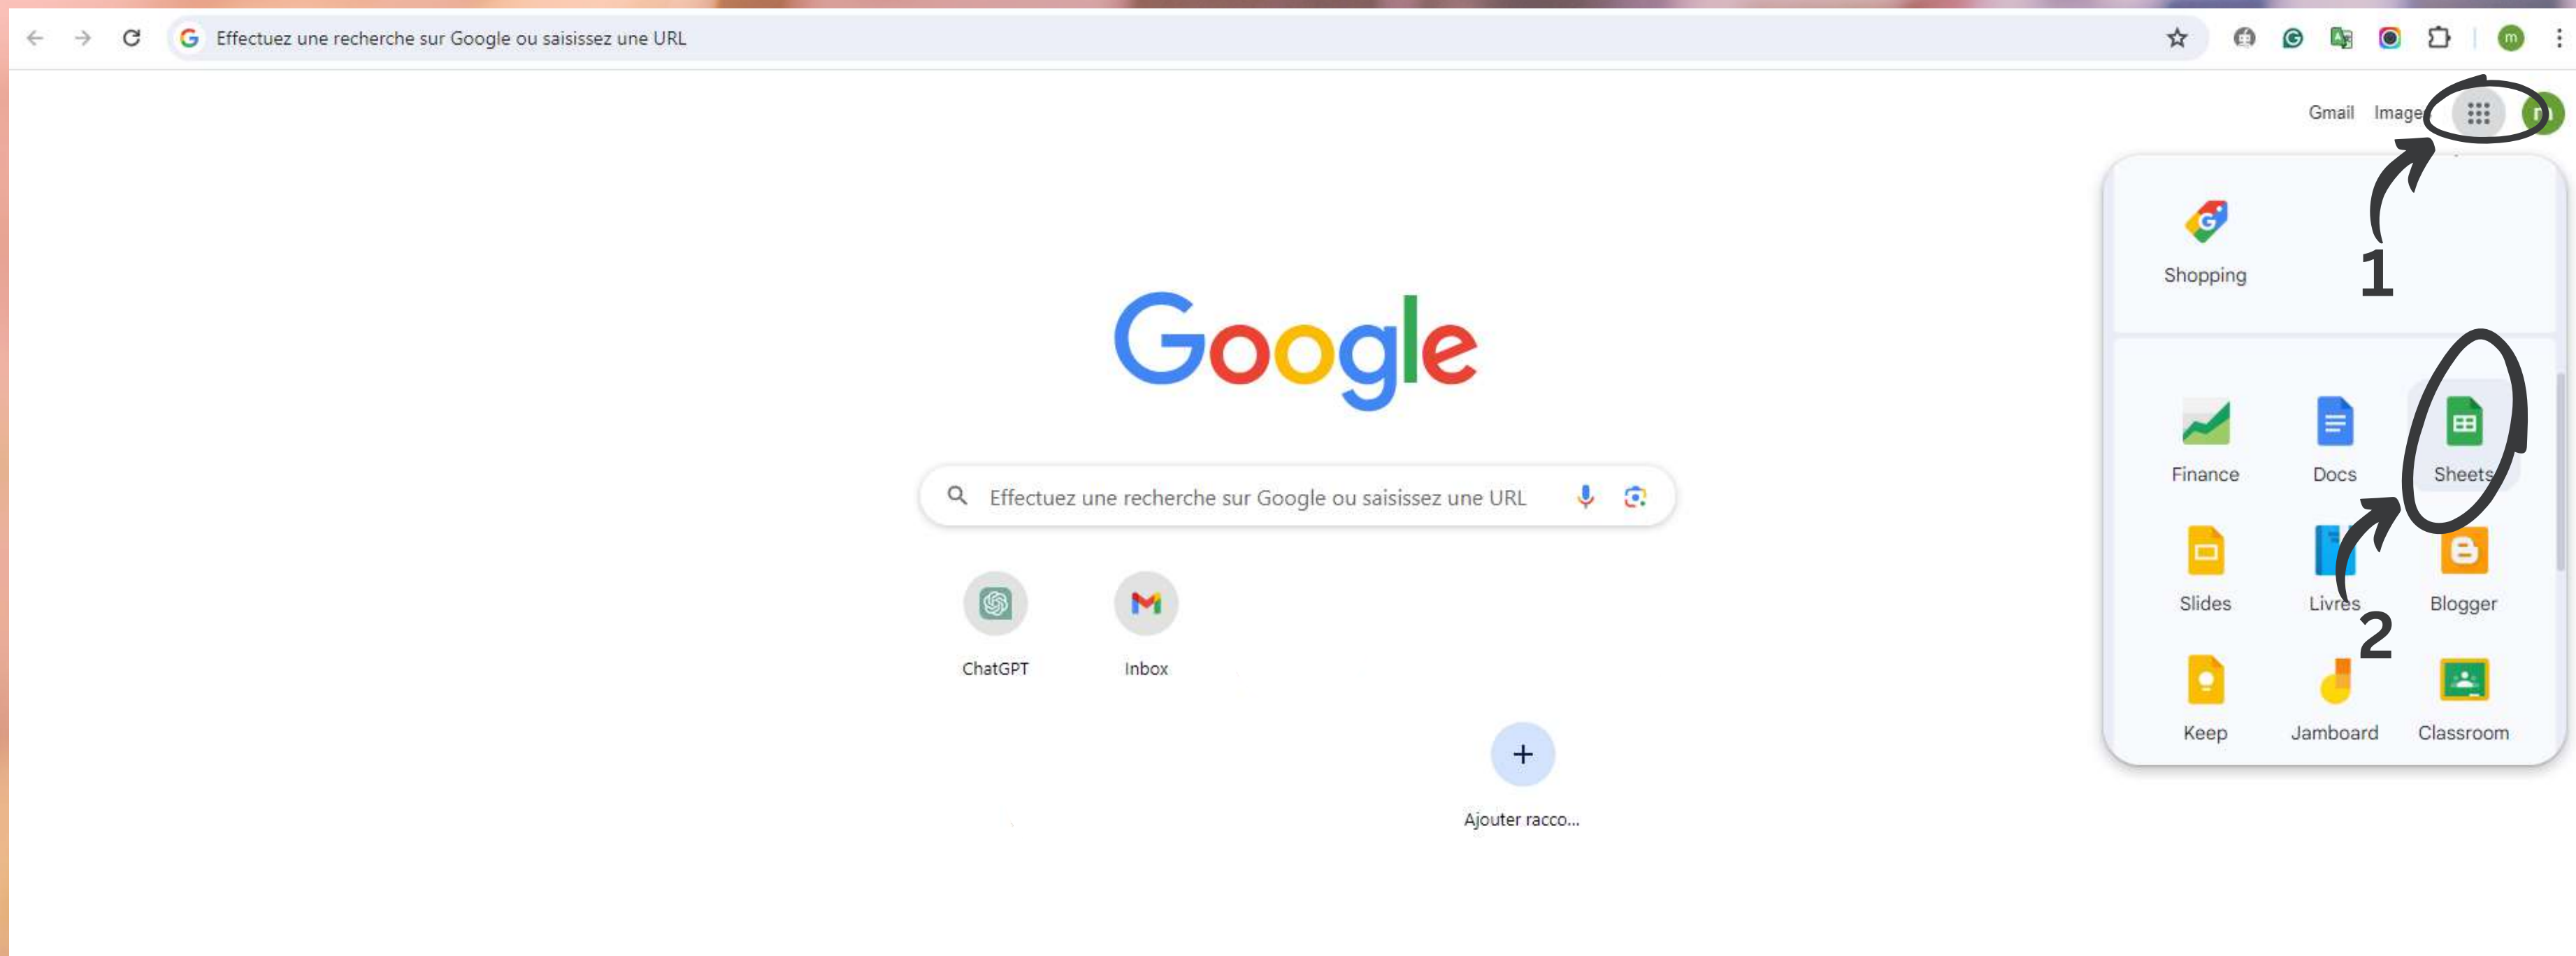 Effectuez une recherche sur Google ou saisissez une URL
m
Gmail Images
m
1
Shopping
Google
Finance Docs Sheets
Effectuez une recherche sur Google ou saisissez une URL
Slides Livres Blogger
2
ChatGPT Inbox
Keep Jamboard Classroom
Ajouter racco...